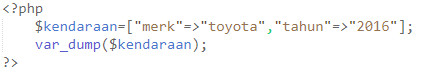 <?php
$kendaraan=["merk"=>"toyota","tahun"=>"2016"];
var_dump($kendaraan);
?>